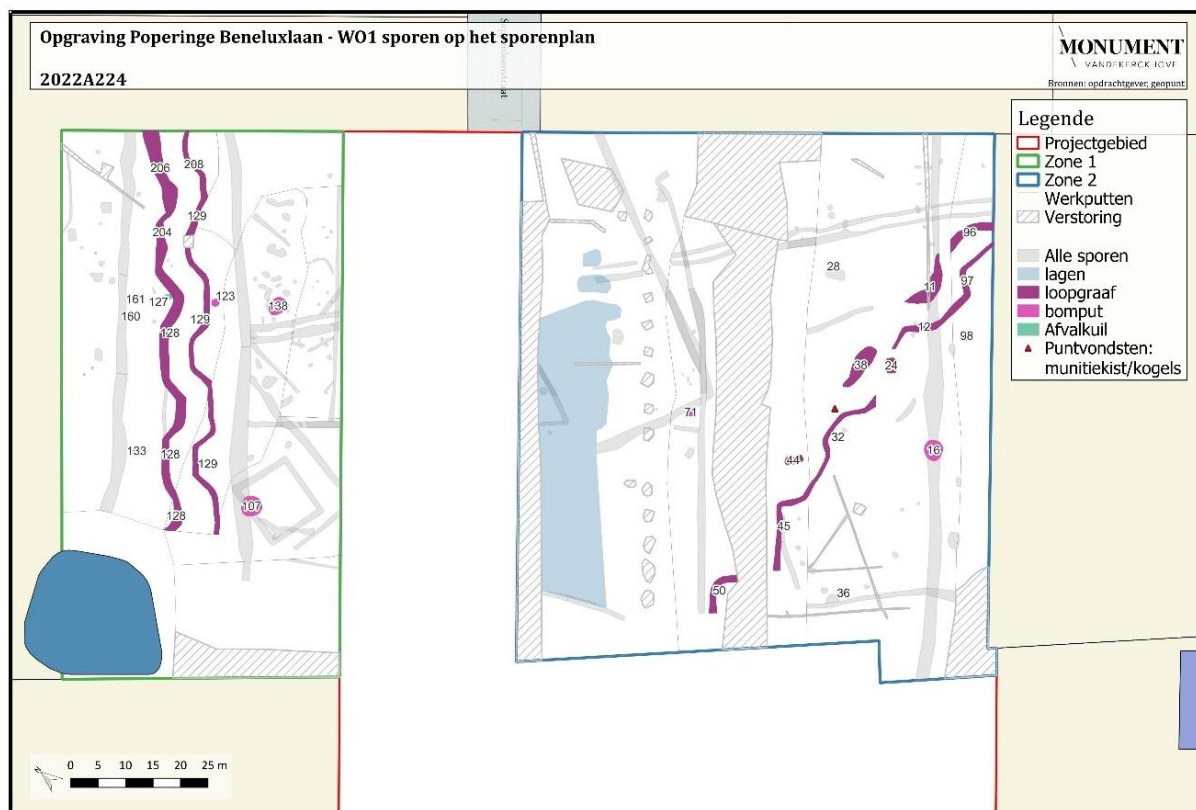 Opgraving Poperinge Beneluxlaan - WO1 sporen op het sporenplan
2022A224
MONUMENT
VANDEKERCKHOVE
Bronnen: opdrachtgever, geopunt
Legende
Projectgebied
Zone 1
Zone 2
Werkputten
Verstoring
Alle sporen
lagen
loopgraaf
bomput
Afvalkuil
Puntvondsten:
munitiekist/kogels
206
208
129
204
161
127
123
138
160
128
129
133
128
129
107
128
28
96
11
97
12
98
38
24
71
32
44
16
45
50
36
0 5 10 15 20 25 m